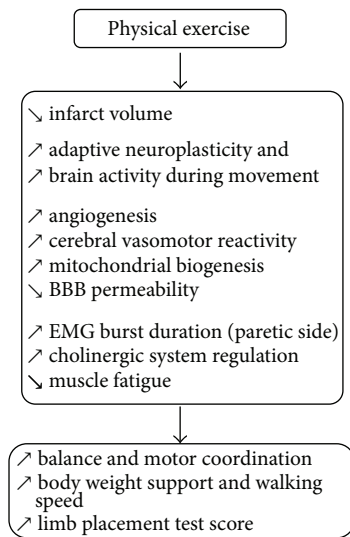 Physical exercise
↘ infarct volume
↗ adaptive neuroplasticity and
↗ brain activity during movement
↗ angiogenesis
↗ cerebral vasomotor reactivity
↗ mitochondrial biogenesis
↘ BBB permeability
↗ EMG burst duration (paretic side)
↗ cholinergic system regulation
↘ muscle fatigue
↗ balance and motor coordination
↗ body weight support and walking
speed
↗ limb placement test score